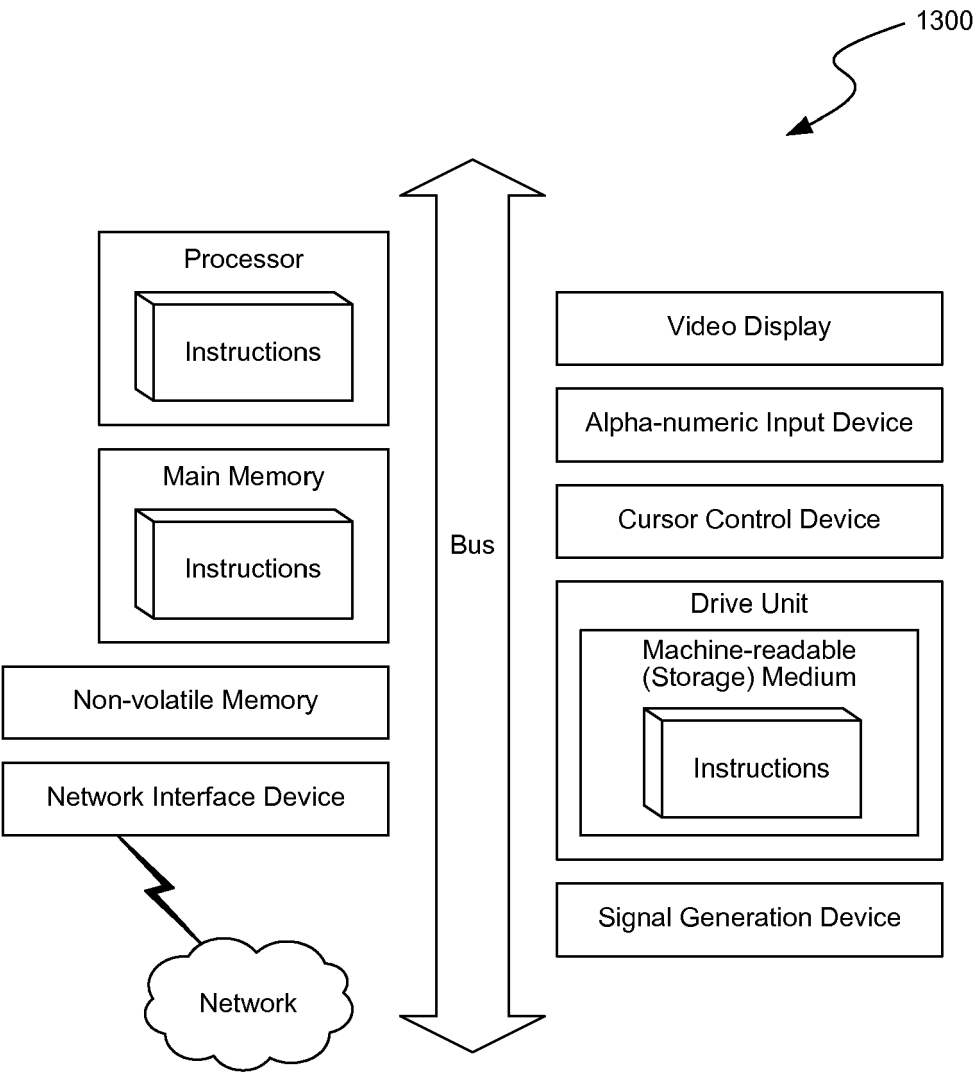 1300
Processor
Instructions
Main Memory
Instructions
Non-volatile Memory
Network Interface Device
Network
Bus
Video Display
Alpha-numeric Input Device
Cursor Control Device
Drive Unit
Machine-readable
(Storage) Medium
Instructions
Signal Generation Device